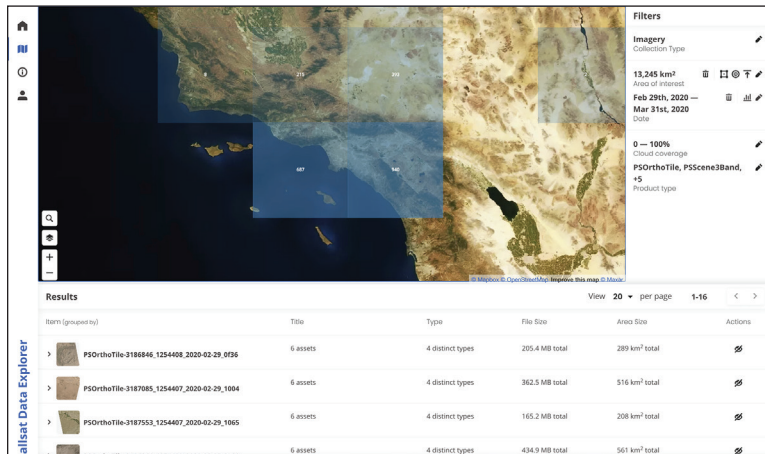 Filters
Imagery
Collection Type
13,245 km²
Area of interest
Feb 29th, 2020 —
Mar 31st, 2020
Date
0 — 100%
Cloud coverage
PSOrthoTile, PSScene3Band,
+5
Product type
8
215
393
687
940
© Mapbox © OpenStreetMap Improve this map © Maxar
allsat Data Explorer
Results
View 20 per page 1-16
Item (grouped by) Title Type File Size Area Size Actions
PSOrthoTile-3186846_1254408_2020-02-29_0f36 6 assets 4 distinct types 205.4 MB total 289 km² total
PSOrthoTile-3187085_1254407_2020-02-29_1004 6 assets 4 distinct types 362.5 MB total 516 km² total
PSOrthoTile-3187553_1254407_2020-02-29_1065 6 assets 4 distinct types 165.2 MB total 208 km² total
6 assets 4 distinct types 434.9 MB total 561 km² total